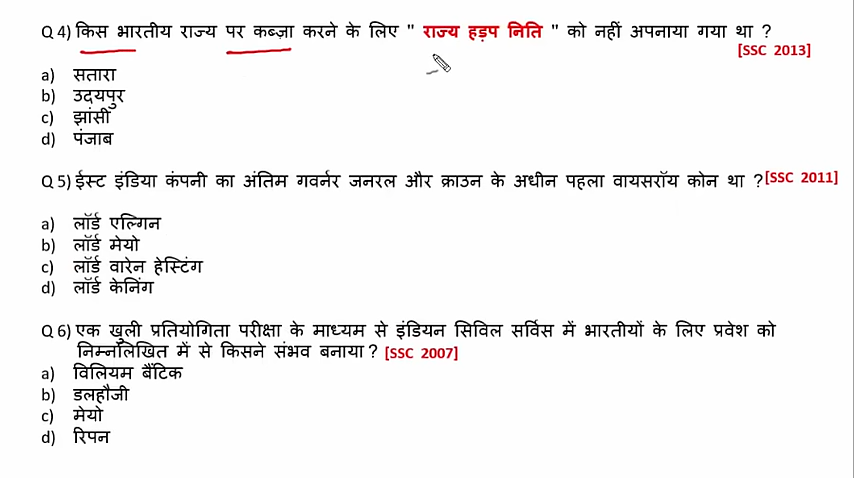 Q 4) किस भारतीय राज्य पर कब्ज़ा करने के लिए " राज्य हड़प निति " को नहीं अपनाया गया था ?
[SSC 2013]
a) सतारा
b) उदयपुर
c) झांसी
d) पंजाब
Q 5) ईस्ट इंडिया कंपनी का अंतिम गवर्नर जनरल और क्राउन के अधीन पहला वायसरॉय कोन था ? [SSC 2011]
a) लॉर्ड एल्गिन
b) लॉर्ड मेयो
c) लॉर्ड वारेन हेस्टिंग
d) लॉर्ड केनिंग
Q 6) एक खुली प्रतियोगिता परीक्षा के माध्यम से इंडियन सिविल सर्विस में भारतीयों के लिए प्रवेश को
निम्नलिखित में से किसने संभव बनाया ? [SSC 2007]
a) विलियम बैंटिक
b) डलहौजी
c) मेयो
d) रिपन